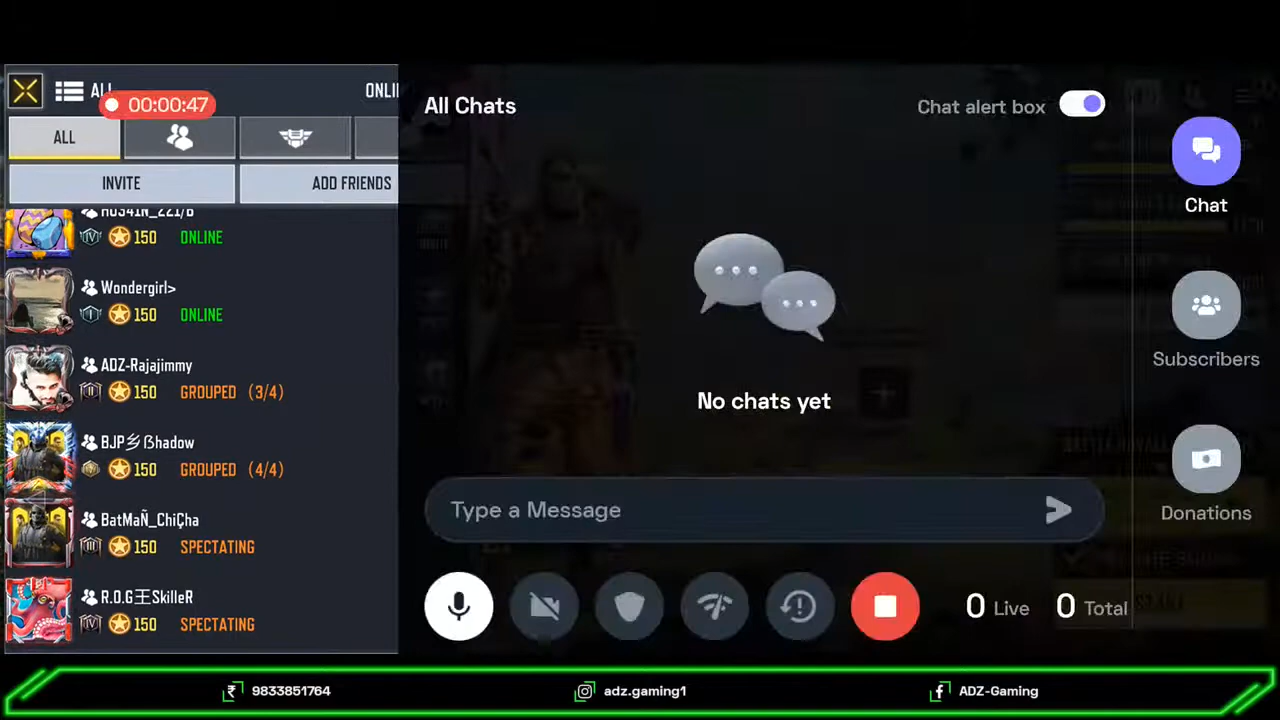 ALL
ONLI
00:00:47
ALL
INVITE
ADD FRIENDS
150 ONLINE
Wondergirl>
150 ONLINE
ADZ-Rajajimmy
150 GROUPED (3/4)
BJP乡ßhadow
150 GROUPED (4/4)
BatMaÑ_ChiÇha
150 SPECTATING
R.O.G王SkilleR
150 SPECTATING
All Chats
Chat alert box
No chats yet
Type a Message
0 Live
0 Total
Chat
Subscribers
Donations
9833851764
adz.gaming1
ADZ-Gaming